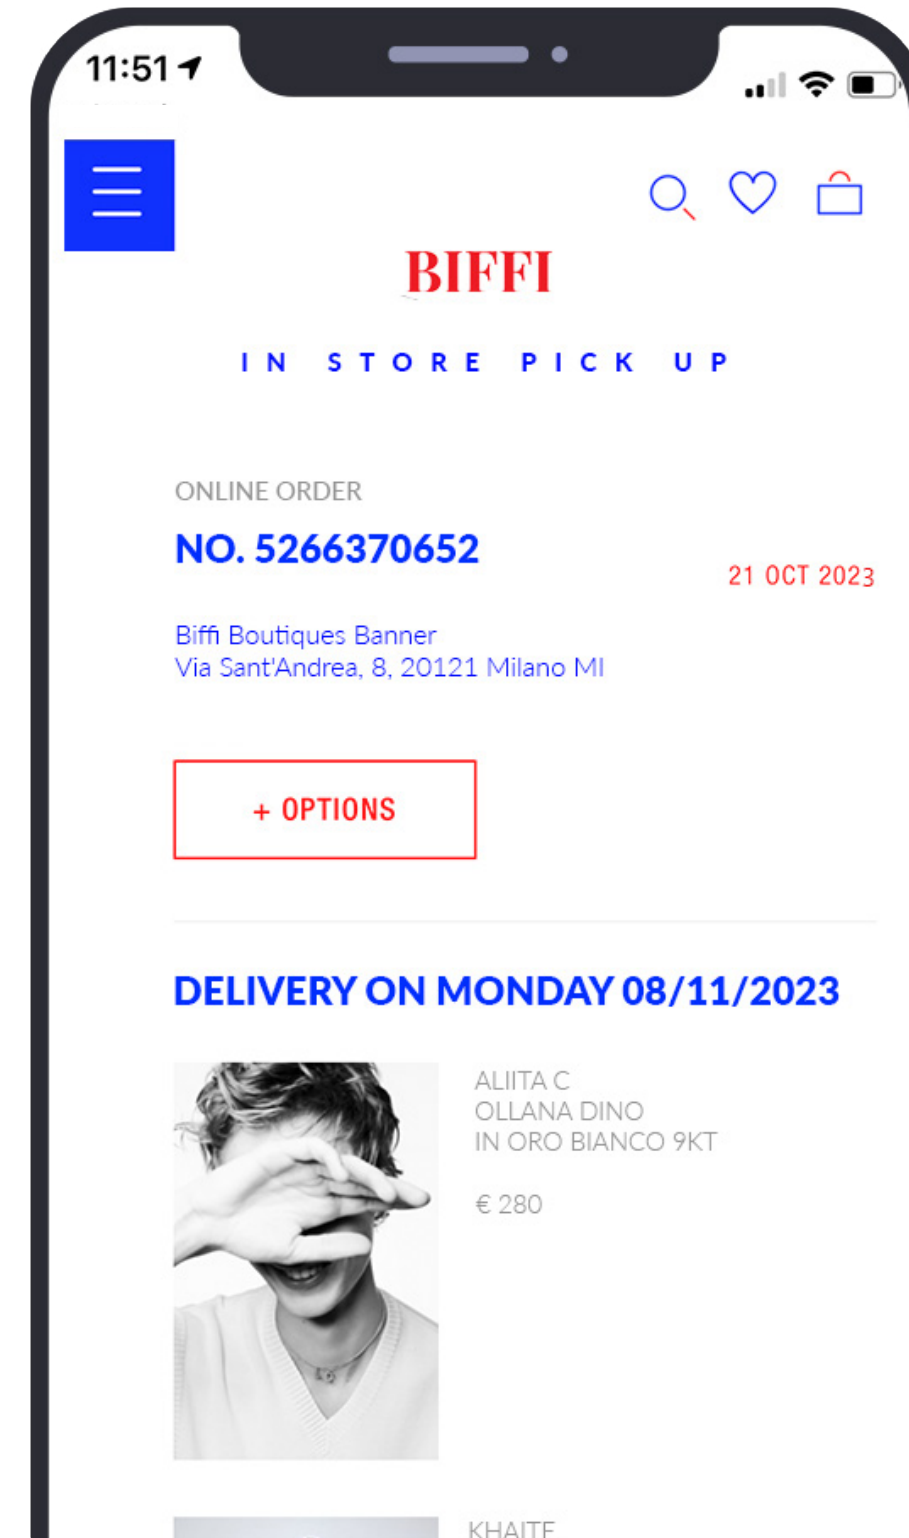 11:51
BIFFI
IN STORE PICK UP
ONLINE ORDER
NO. 5266370652
21 OCT 2023
Biffi Boutiques Banner
Via Sant'Andrea, 8, 20121 Milano MI
+ OPTIONS
DELIVERY ON MONDAY 08/11/2023
ALIITA C
OLLANA DINO
IN ORO BIANCO 9KT
€ 280
KHAITE